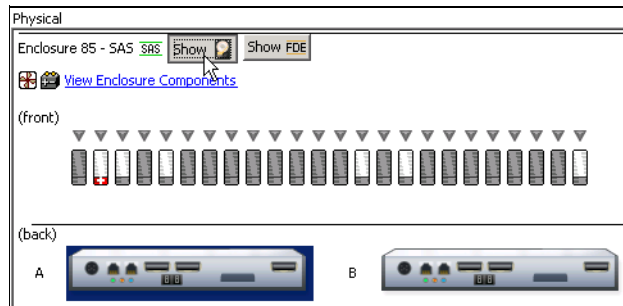 Physical
Enclosure 85 - SAS SAS Show Show FDE
View Enclosure Components
(front)
(back)
A B